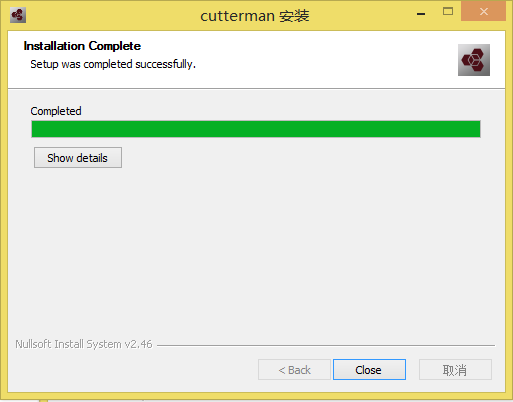 cutterman 安装
Installation Complete
Setup was completed successfully.
Completed
Show details
Nullsoft Install System v2.46
< Back
Close
取消